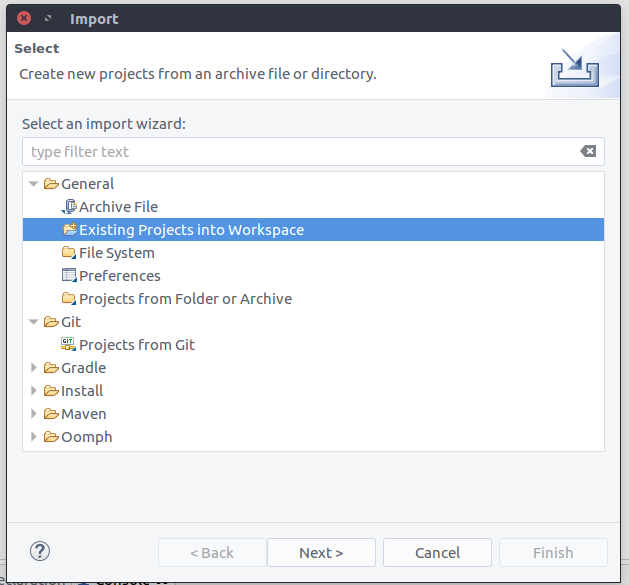 Import
Select
Create new projects from an archive file or directory.
Select an import wizard:
type filter text
General
Archive File
Existing Projects into Workspace
File System
Preferences
Projects from Folder or Archive
Git
GIT
Projects from Git
Gradle
Install
Maven
Oomph
?
< Back
Next >
Cancel
Finish
Console